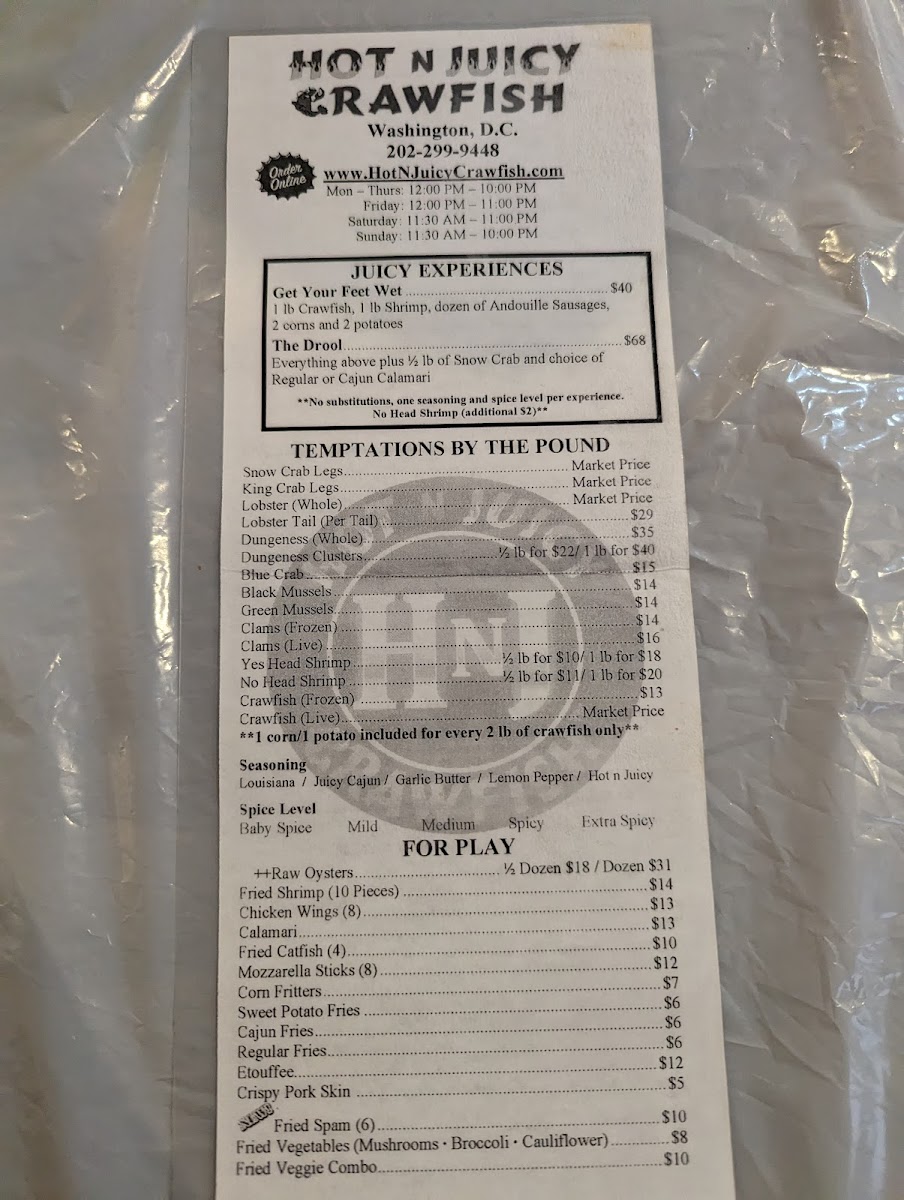 HOT N JUICY
CRAWFISH
Washington, D.C.
202-299-9448
Order Online
www.HotNJuicyCrawfish.com
Mon – Thurs: 12:00 PM – 10:00 PM
Friday: 12:00 PM – 11:00 PM
Saturday: 11:30 AM – 11:00 PM
Sunday: 11:30 AM – 10:00 PM
JUICY EXPERIENCES
Get Your Feet Wet $40
1 lb Crawfish, 1 lb Shrimp, dozen of Andouille Sausages,
2 corns and 2 potatoes
The Drool $68
Everything above plus ½ lb of Snow Crab and choice of
Regular or Cajun Calamari
**No substitutions, one seasoning and spice level per experience.
No Head Shrimp (additional $2)**
TEMPTATIONS BY THE POUND
Snow Crab Legs Market Price
King Crab Legs Market Price
Lobster (Whole) Market Price
Lobster Tail (Per Tail) $29
Dungeness (Whole) $35
Dungeness Clusters ½ lb for $22/ 1 lb for $40
Blue Crab $15
Black Mussels $14
Green Mussels $14
Clams (Frozen) $14
Clams (Live) $16
Yes Head Shrimp ½ lb for $10/ 1 lb for $18
No Head Shrimp ½ lb for $11/ 1 lb for $20
Crawfish (Frozen) $13
Crawfish (Live) Market Price
**1 corn/1 potato included for every 2 lb of crawfish only**
Seasoning
Louisiana / Juicy Cajun / Garlic Butter / Lemon Pepper / Hot n Juicy
Spice Level
Baby Spice Mild Medium Spicy Extra Spicy
FOR PLAY
++Raw Oysters ½ Dozen $18 / Dozen $31
Fried Shrimp (10 Pieces) $14
Chicken Wings (8) $13
Calamari $13
Fried Catfish (4) $10
Mozzarella Sticks (8) $12
Corn Fritters $7
Sweet Potato Fries $6
Cajun Fries $6
Regular Fries $6
Etouffee $12
Crispy Pork Skin $5
Fried Spam (6) $10
Fried Vegetables (Mushrooms • Broccoli • Cauliflower) $8
Fried Veggie Combo $10